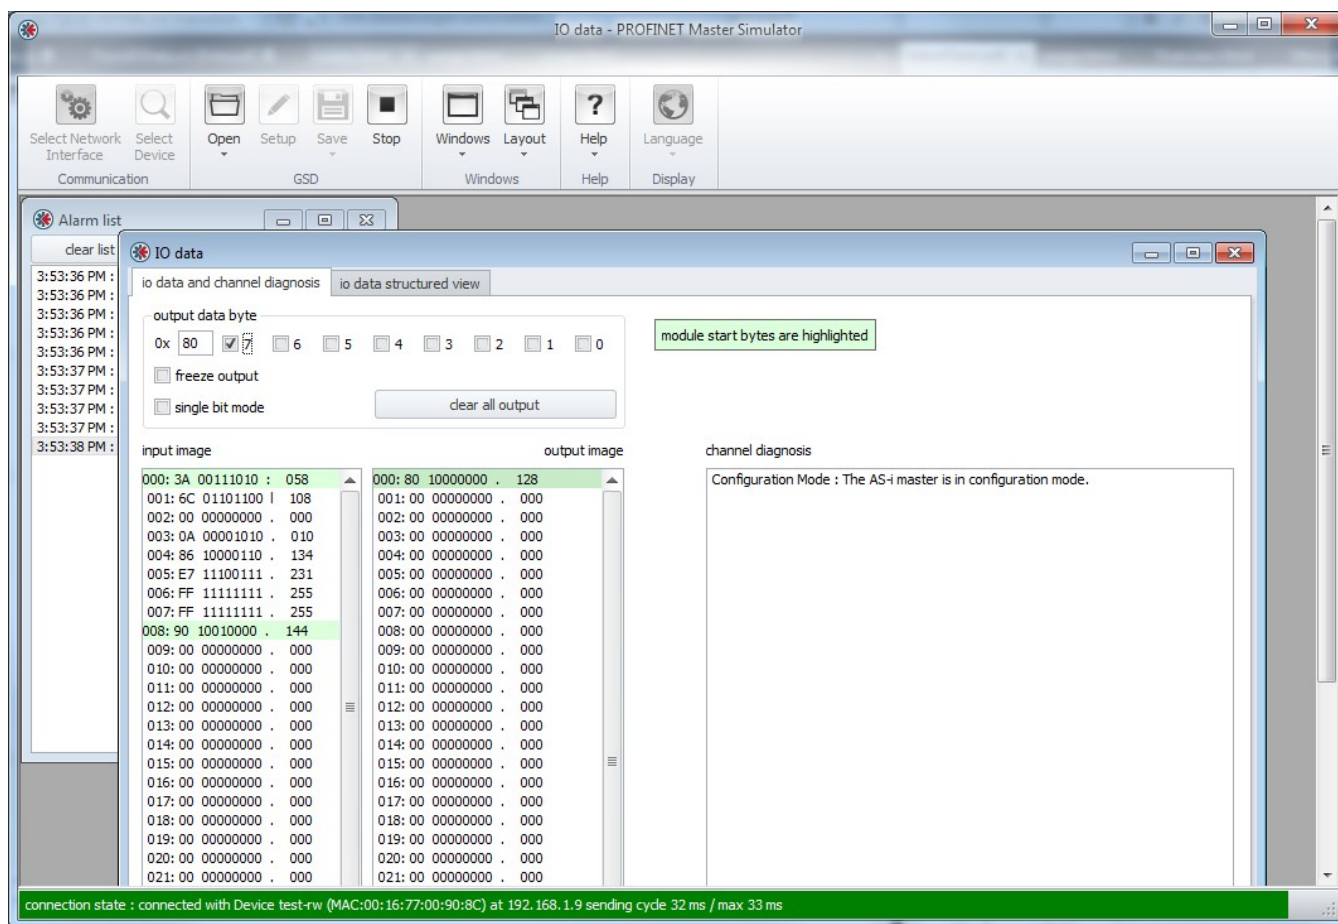 IO data - PROFINET Master Simulator
Select Network Interface
Select Device
Open
Setup
Save
Stop
Windows
Layout
Help
Language
Communication
GSD
Windows
Help
Display
Alarm list
clear list
3:53:36 PM :
3:53:36 PM :
3:53:36 PM :
3:53:36 PM :
3:53:36 PM :
3:53:37 PM :
3:53:37 PM :
3:53:37 PM :
3:53:37 PM :
3:53:38 PM :
IO data
io data and channel diagnosis
io data structured view
output data byte
0x 80 7 6 5 4 3 2 1 0
freeze output
single bit mode
clear all output
module start bytes are highlighted
input image
000: 3A 00111010 : 058
001: 6C 01101100 l 108
002: 00 00000000 . 000
003: 0A 00001010 . 010
004: 86 10000110 . 134
005: E7 11100111 . 231
006: FF 11111111 . 255
007: FF 11111111 . 255
008: 90 10010000 . 144
009: 00 00000000 . 000
010: 00 00000000 . 000
011: 00 00000000 . 000
012: 00 00000000 . 000
013: 00 00000000 . 000
014: 00 00000000 . 000
015: 00 00000000 . 000
016: 00 00000000 . 000
017: 00 00000000 . 000
018: 00 00000000 . 000
019: 00 00000000 . 000
020: 00 00000000 . 000
021: 00 00000000 . 000
output image
000: 80 10000000 . 128
001: 00 00000000 . 000
002: 00 00000000 . 000
003: 00 00000000 . 000
004: 00 00000000 . 000
005: 00 00000000 . 000
006: 00 00000000 . 000
007: 00 00000000 . 000
008: 00 00000000 . 000
009: 00 00000000 . 000
010: 00 00000000 . 000
011: 00 00000000 . 000
012: 00 00000000 . 000
013: 00 00000000 . 000
014: 00 00000000 . 000
015: 00 00000000 . 000
016: 00 00000000 . 000
017: 00 00000000 . 000
018: 00 00000000 . 000
019: 00 00000000 . 000
020: 00 00000000 . 000
021: 00 00000000 . 000
channel diagnosis
Configuration Mode : The AS-i master is in configuration mode.
connection state : connected with Device test-rw (MAC:00:16:77:00:90:8C) at 192.168.1.9 sending cycle 32 ms / max 33 ms